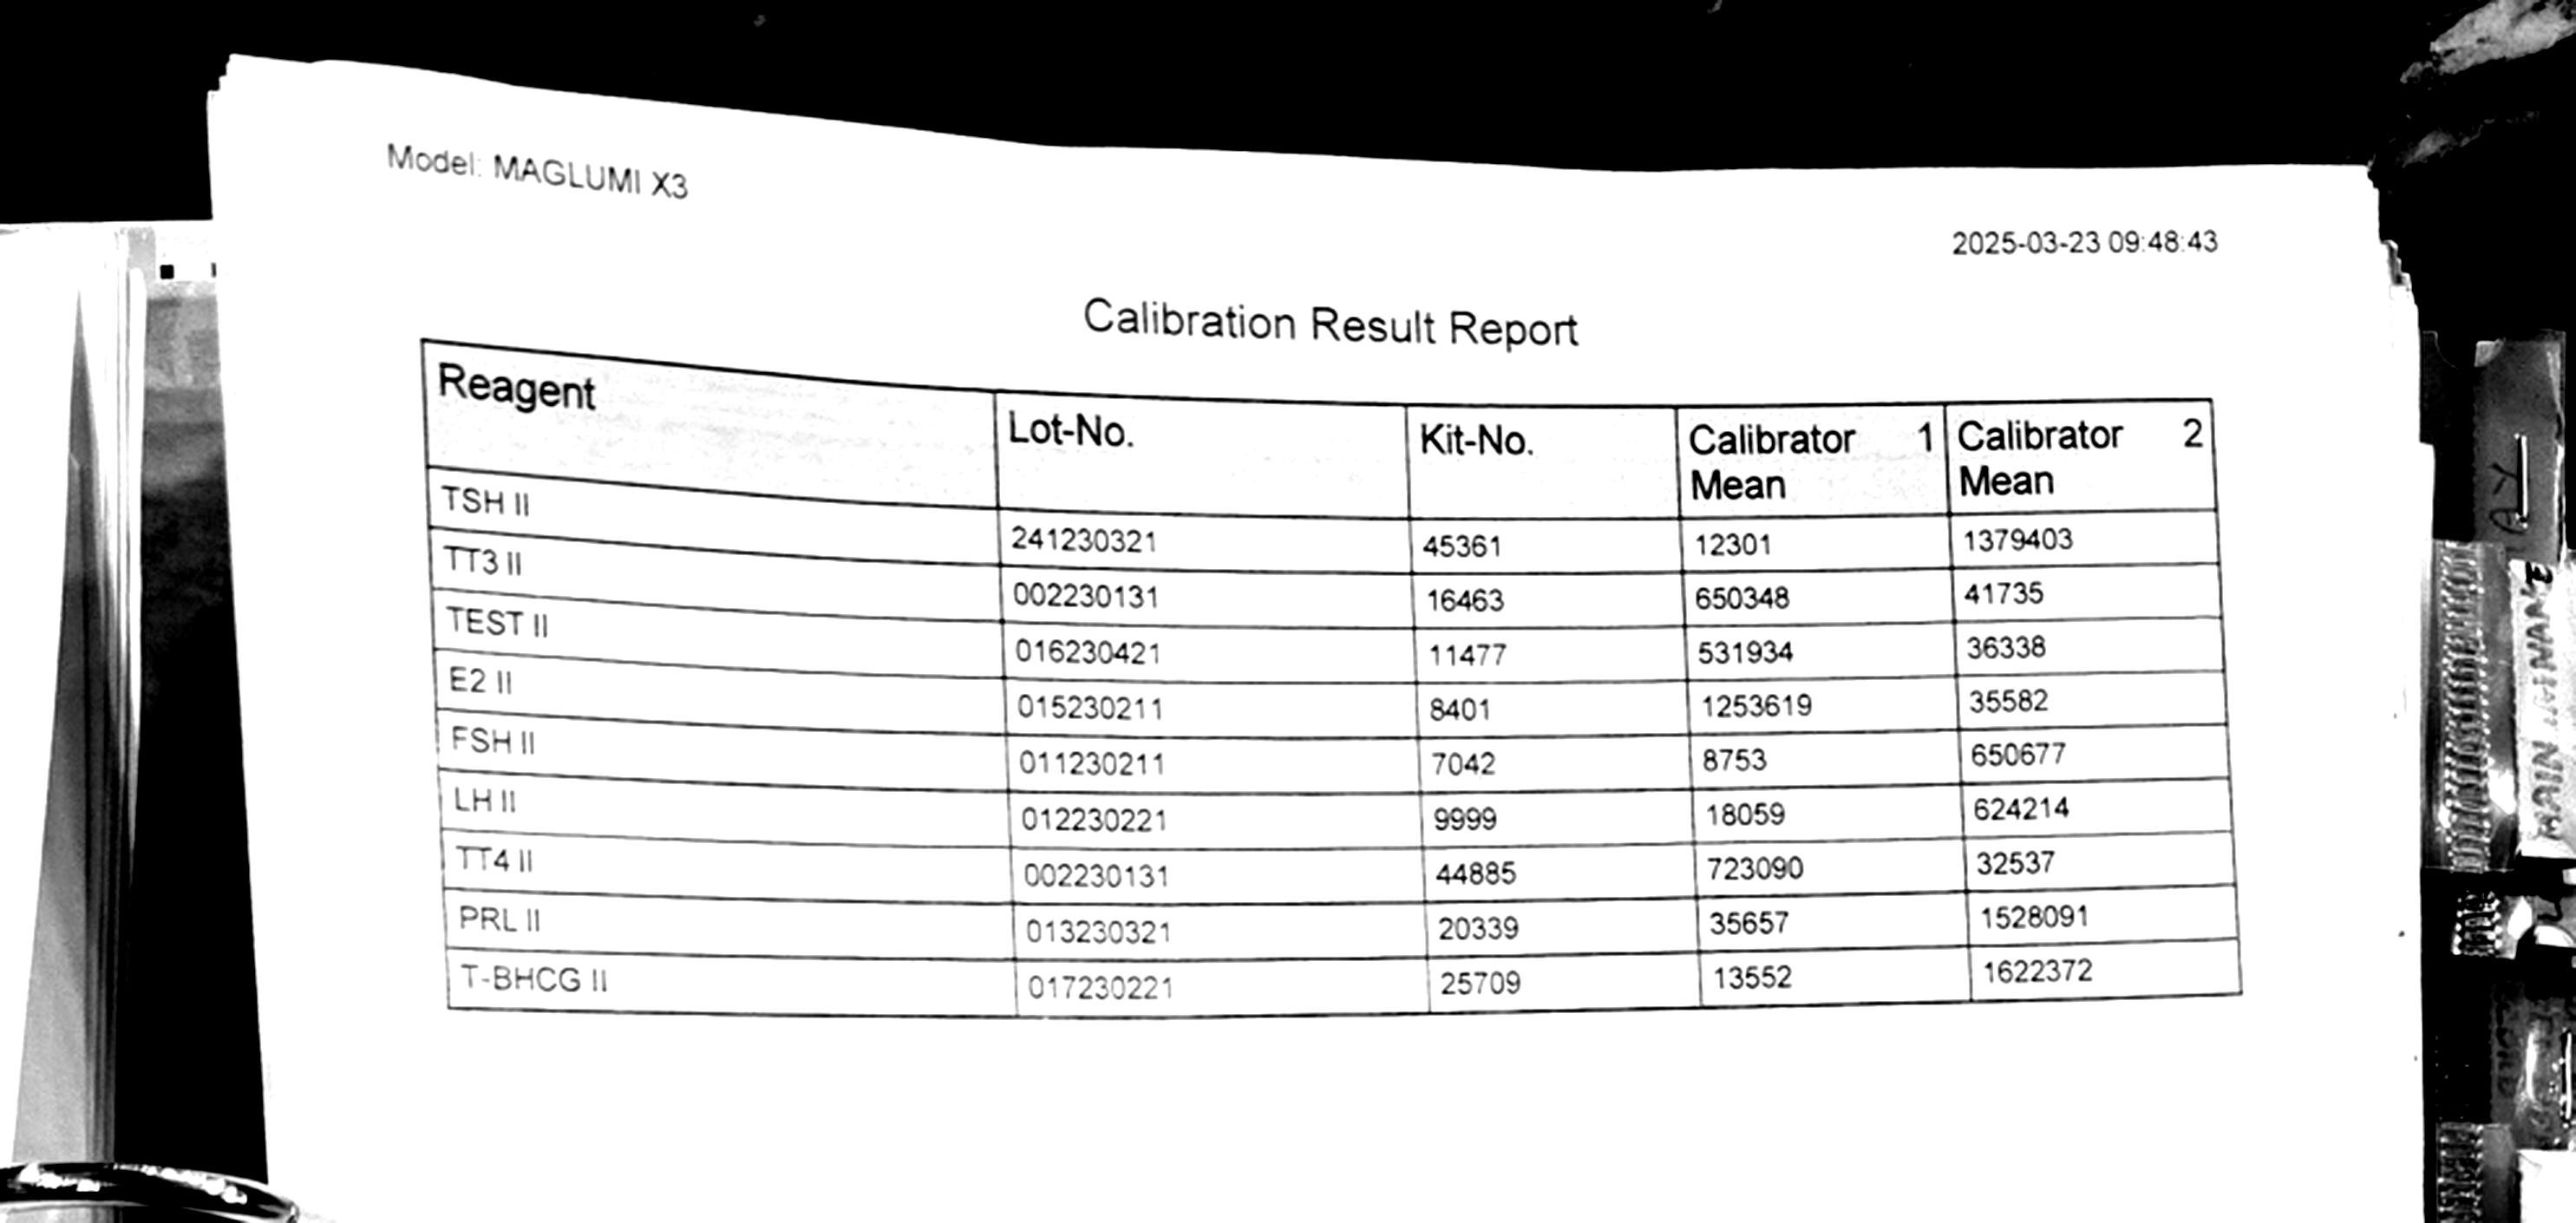 Model: MAGLUMI X3
2025-03-23 09:48:43
Calibration Result Report
Reagent Lot-No. Kit-No. Calibrator 1 Mean Calibrator 2 Mean
TSH II 241230321 45361 12301 1379403
TT3 II 002230131 16463 650348 41735
TEST II 016230421 11477 531934 36338
E2 II 015230211 8401 1253619 35582
FSH II 011230211 7042 8753 650677
LH II 012230221 9999 18059 624214
TT4 II 002230131 44885 723090 32537
PRL II 013230321 20339 35657 1528091
T-BHCG II 017230221 25709 13552 1622372